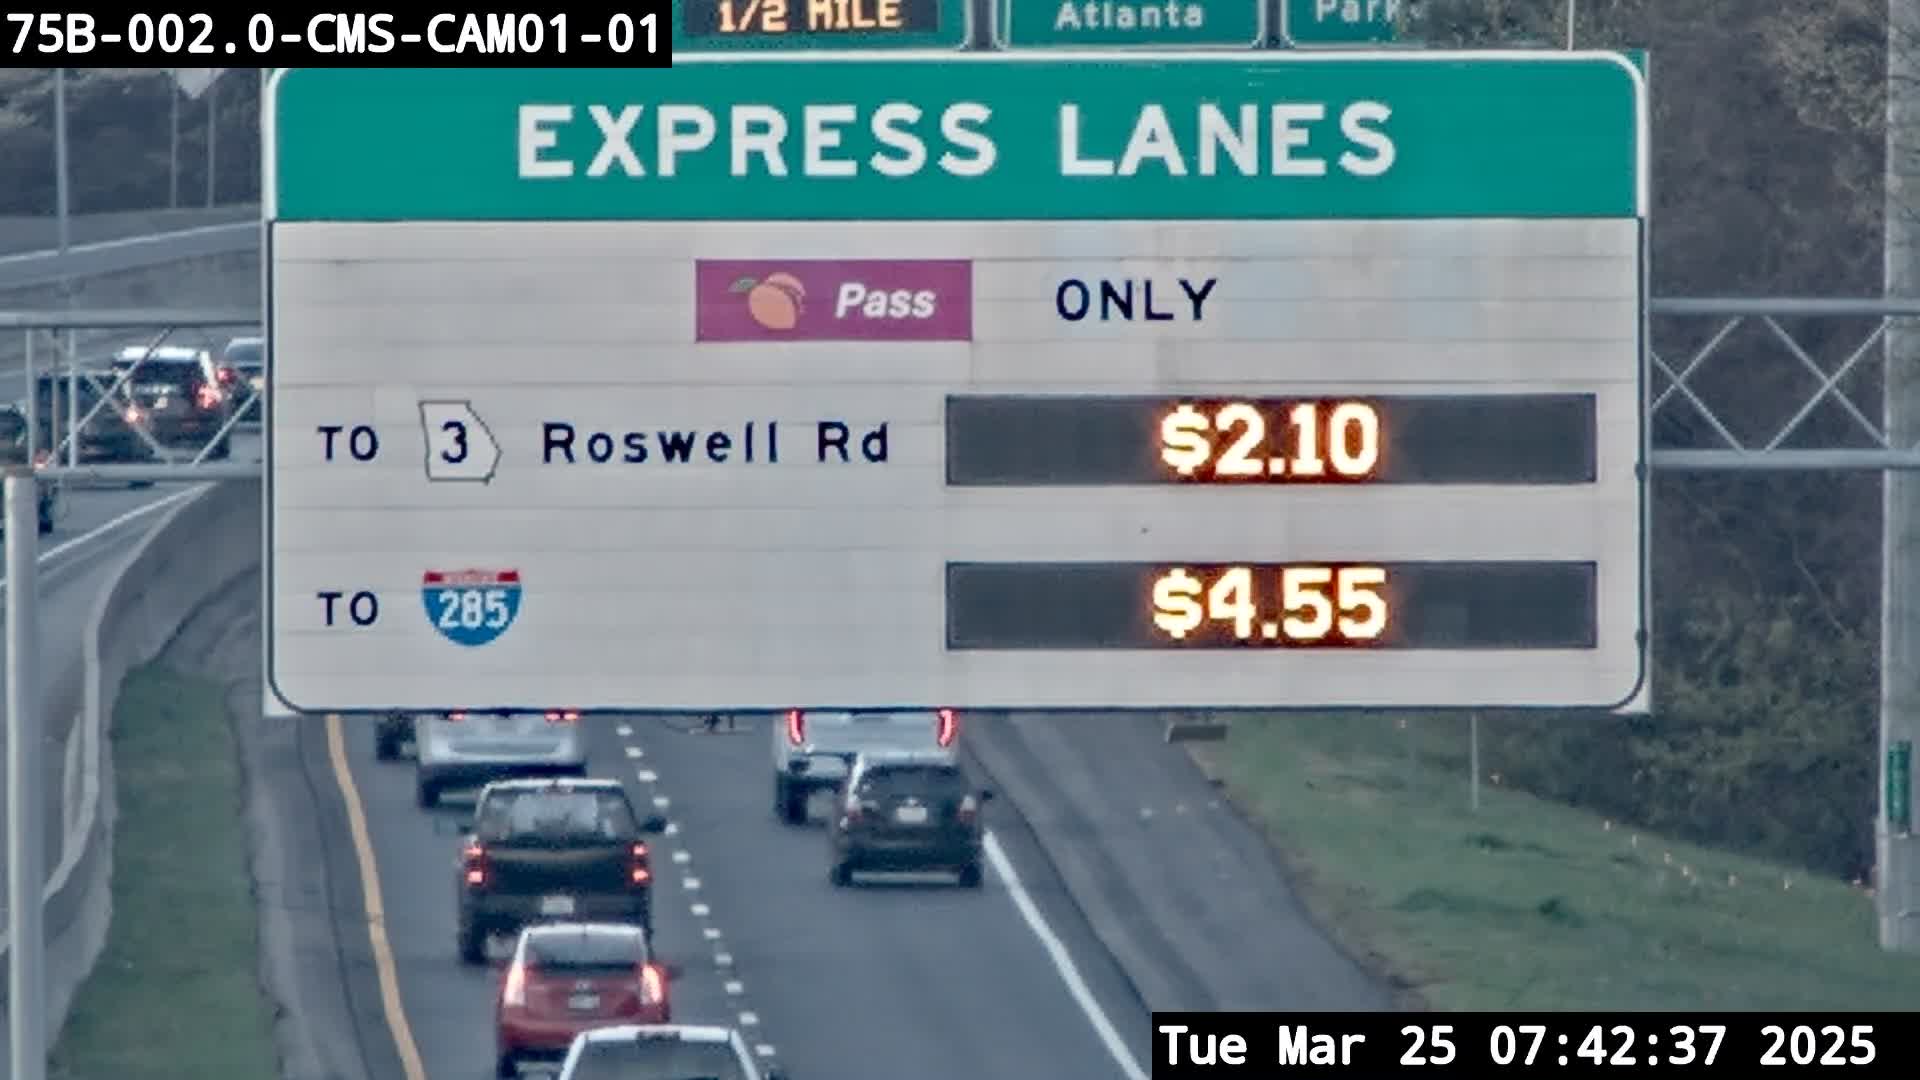 75B-002.0-CMS-CAM01-01
1/2 MILE
Atlanta
EXPRESS LANES
Pass ONLY
TO 3 Roswell Rd $2.10
TO 285 $4.55
Tue Mar 25 07:42:37 2025